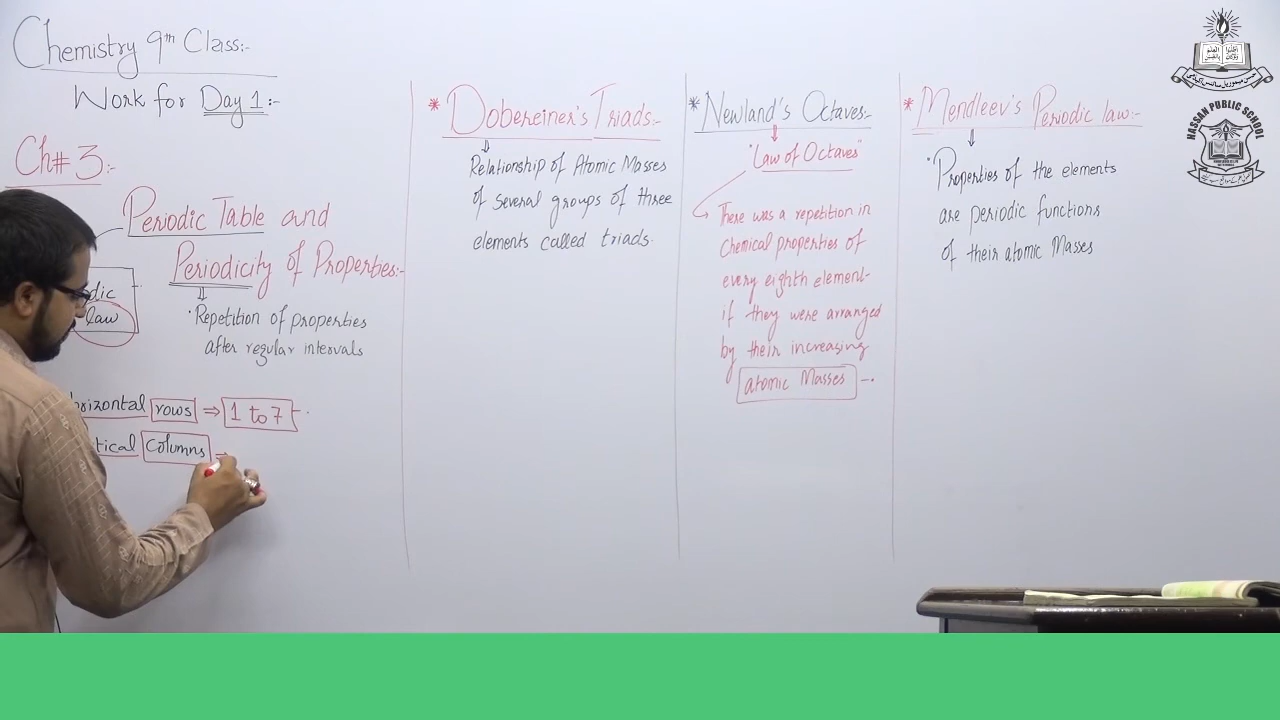 Chemistry 9th Class:-
Work for Day 1:-
Ch# 3:-
Periodic Table and
Periodicity of Properties:-
Repetition of properties
after regular intervals
law
rows ⇒ 1 to 7
Columns
* Dobereiner's Triads:-
Relationship of Atomic Masses
of several groups of three
elements called triads.
* Newland's Octaves:-
"Law of Octaves"
There was a repetition in
chemical properties of
every eighth element
if they were arranged
by their increasing
atomic Masses
* Mendleev's Periodic law:-
Properties of the elements
are periodic functions
of their atomic Masses
HASSAN PUBLIC SCHOOL